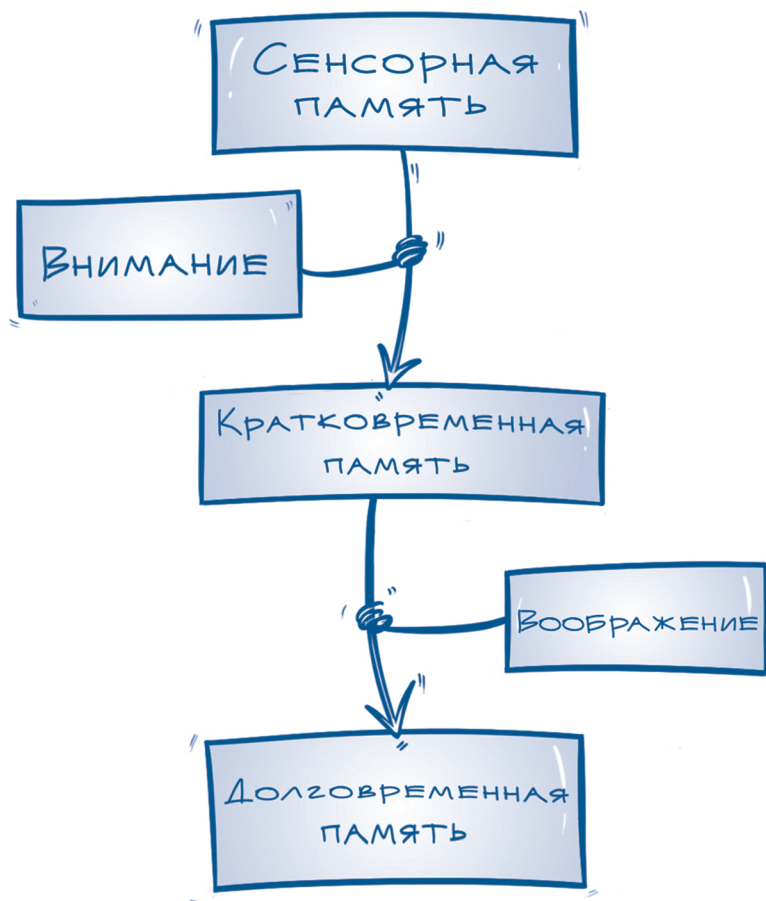 Сенсорная
память
Внимание
Кратковременная
память
Воображение
Долговременная
память